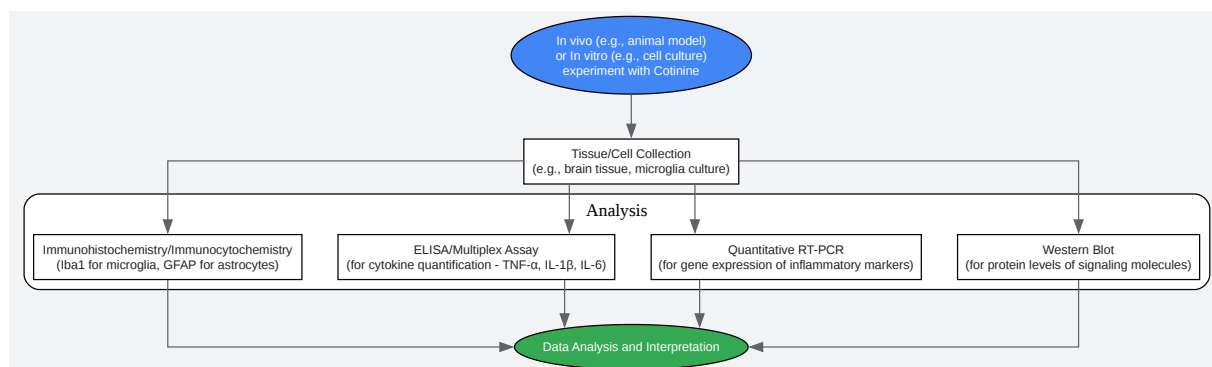 In vivo (e.g., animal model)
or In vitro (e.g., cell culture)
experiment with Cotinine
Tissue/Cell Collection
(e.g., brain tissue, microglia culture)
Analysis
Immunohistochemistry/Immunocytochemistry
(Iba1 for microglia, GFAP for astrocytes)
ELISA/Multiplex Assay
(for cytokine quantification - TNF-α, IL-1β, IL-6)
Quantitative RT-PCR
(for gene expression of inflammatory markers)
Western Blot
(for protein levels of signaling molecules)
Data Analysis and Interpretation